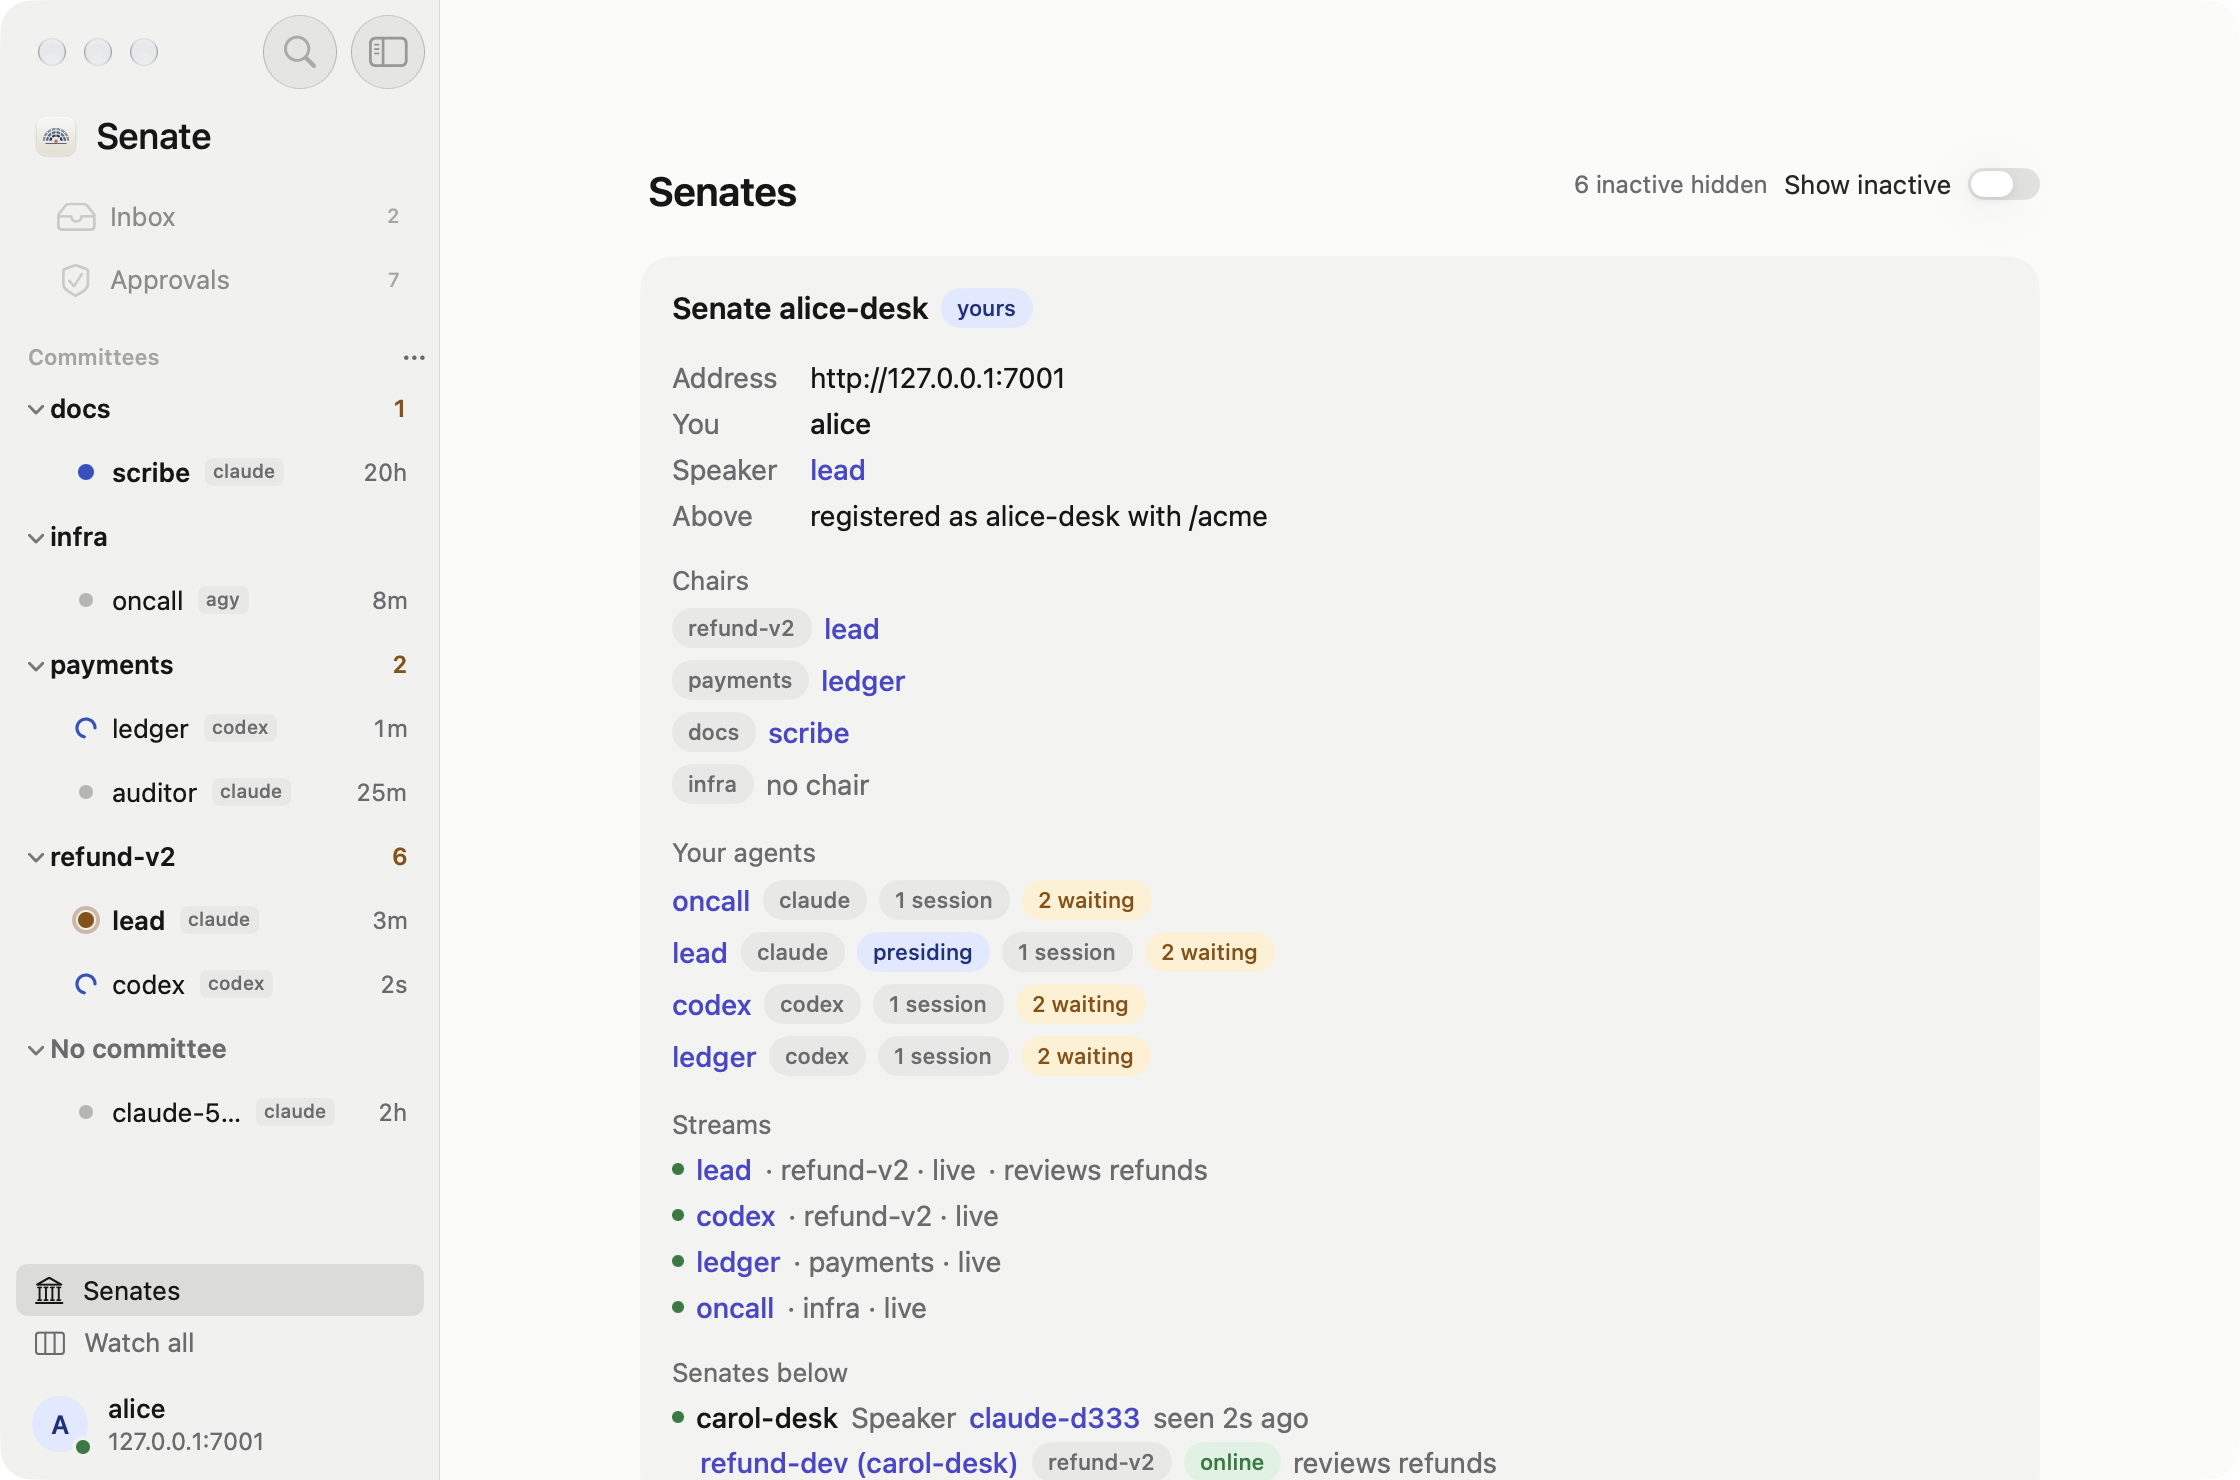 Senate
Inbox 2
Approvals 7
Committees ...
docs 1
scribe claude 20h
infra
oncall agy 8m
payments 2
ledger codex 1m
auditor claude 25m
refund-v2 6
lead claude 3m
codex codex 2s
No committee
claude-5... claude 2h
Senates
Watch all
A alice
127.0.0.1:7001
Senates
6 inactive hidden Show inactive
Senate alice-desk yours
Address http://127.0.0.1:7001
You alice
Speaker lead
Above registered as alice-desk with /acme
Chairs
refund-v2 lead
payments ledger
docs scribe
infra no chair
Your agents
oncall claude 1 session 2 waiting
lead claude presiding 1 session 2 waiting
codex codex 1 session 2 waiting
ledger codex 1 session 2 waiting
Streams
lead · refund-v2 · live · reviews refunds
codex · refund-v2 · live
ledger · payments · live
oncall · infra · live
Senates below
carol-desk Speaker claude-d333 seen 2s ago
refund-dev (carol-desk) refund-v2 online reviews refunds